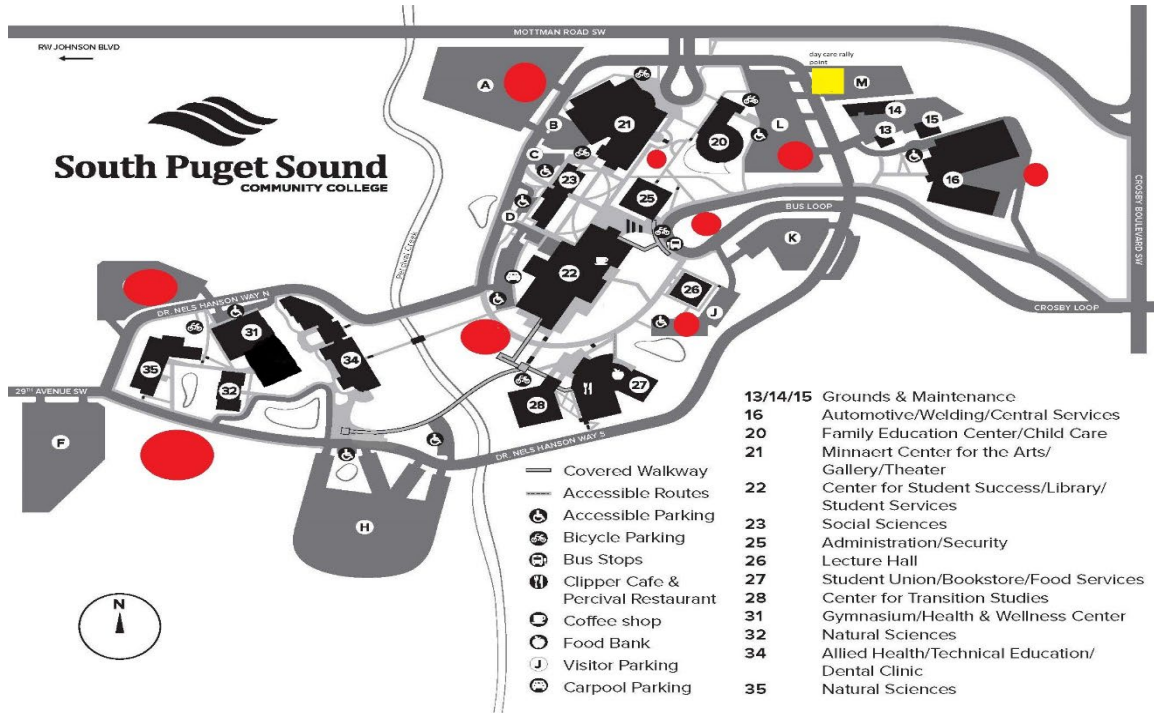 MOTTMAN ROAD SW
RW JOHNSON BLVD
day care rally
point
A
M
B
L
14
15
13
21
20
C
23
16
South Puget Sound
COMMUNITY COLLEGE
25
D
BUS LOOP
CROSBY BOULEVARD SW
Percival Creek
K
22
26
CROSBY LOOP
DR. NELS HANSON WAY N
J
31
34
35
32
27
28
29TH AVENUE SW
F
DR. NELS HANSON WAY S
H
N
Covered Walkway
Accessible Routes
Accessible Parking
Bicycle Parking
Bus Stops
Clipper Cafe &
Percival Restaurant
Coffee shop
Food Bank
J Visitor Parking
Carpool Parking
13/14/15 Grounds & Maintenance
16 Automotive/Welding/Central Services
20 Family Education Center/Child Care
21 Minnaert Center for the Arts/
Gallery/Theater
22 Center for Student Success/Library/
Student Services
23 Social Sciences
25 Administration/Security
26 Lecture Hall
27 Student Union/Bookstore/Food Services
28 Center for Transition Studies
31 Gymnasium/Health & Wellness Center
32 Natural Sciences
34 Allied Health/Technical Education/
Dental Clinic
35 Natural Sciences